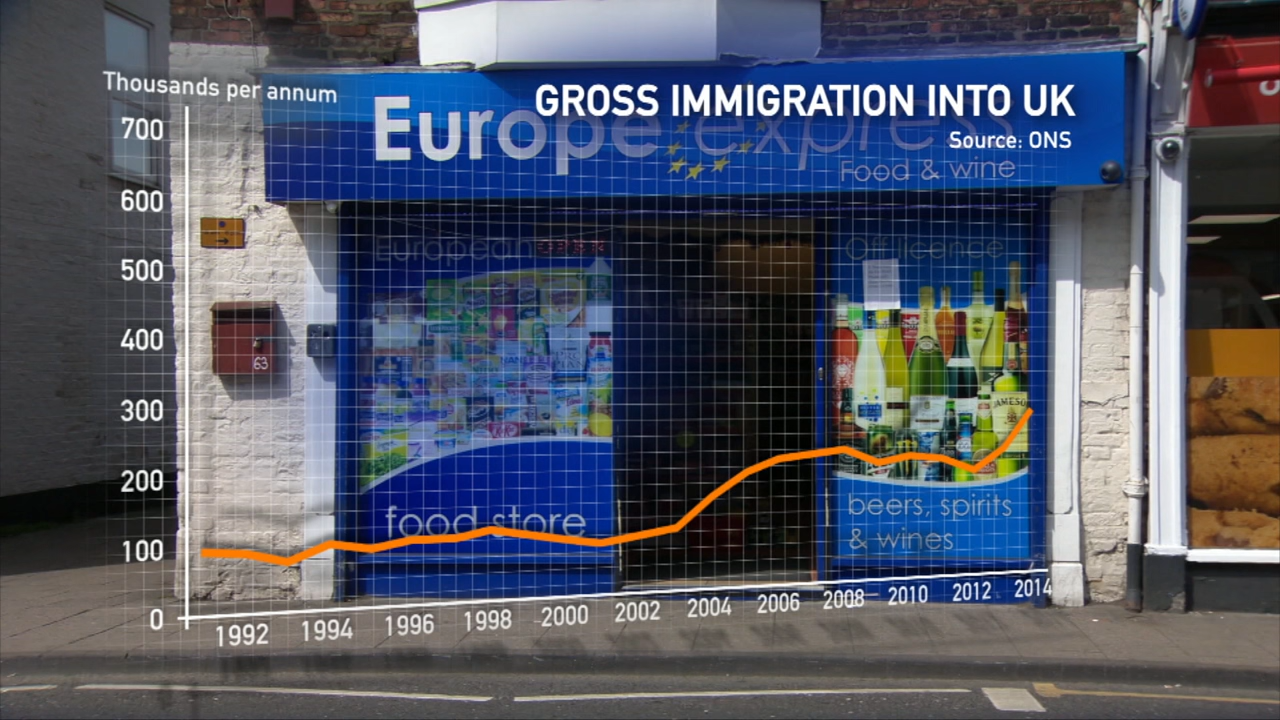 Thousands per annum
GROSS IMMIGRATION INTO UK
Source: ONS
Europe express
Food & wine
700
600
500
400
300
200
100
0
European
Off licence
63
JAMESON
food store
beers, spirits
& wines
1992 1994 1996 1998 2000 2002 2004 2006 2008 2010 2012 2014